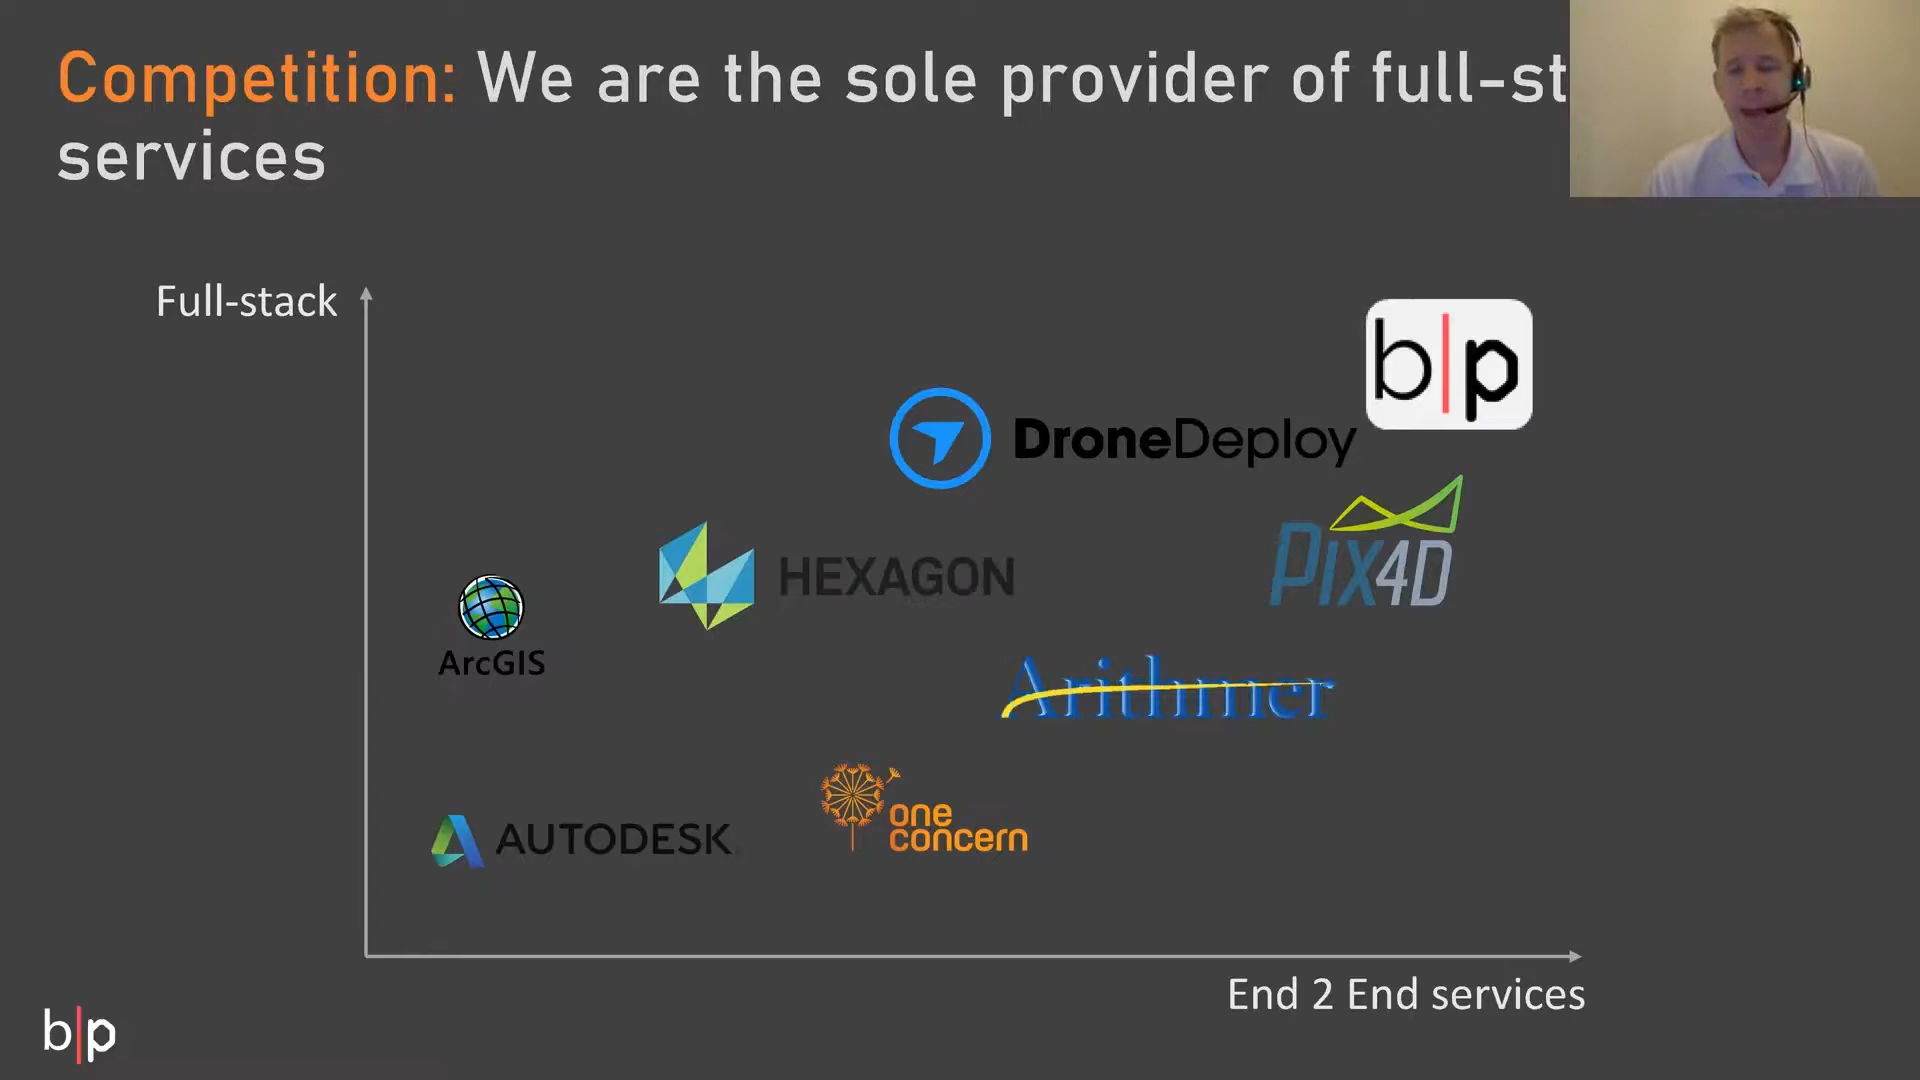 Competition: We are the sole provider of full-st
services
Full-stack
b|p
DroneDeploy
HEXAGON
PIX4D
ArcGIS
Arithmer
one
concern
AUTODESK
End 2 End services
b|p